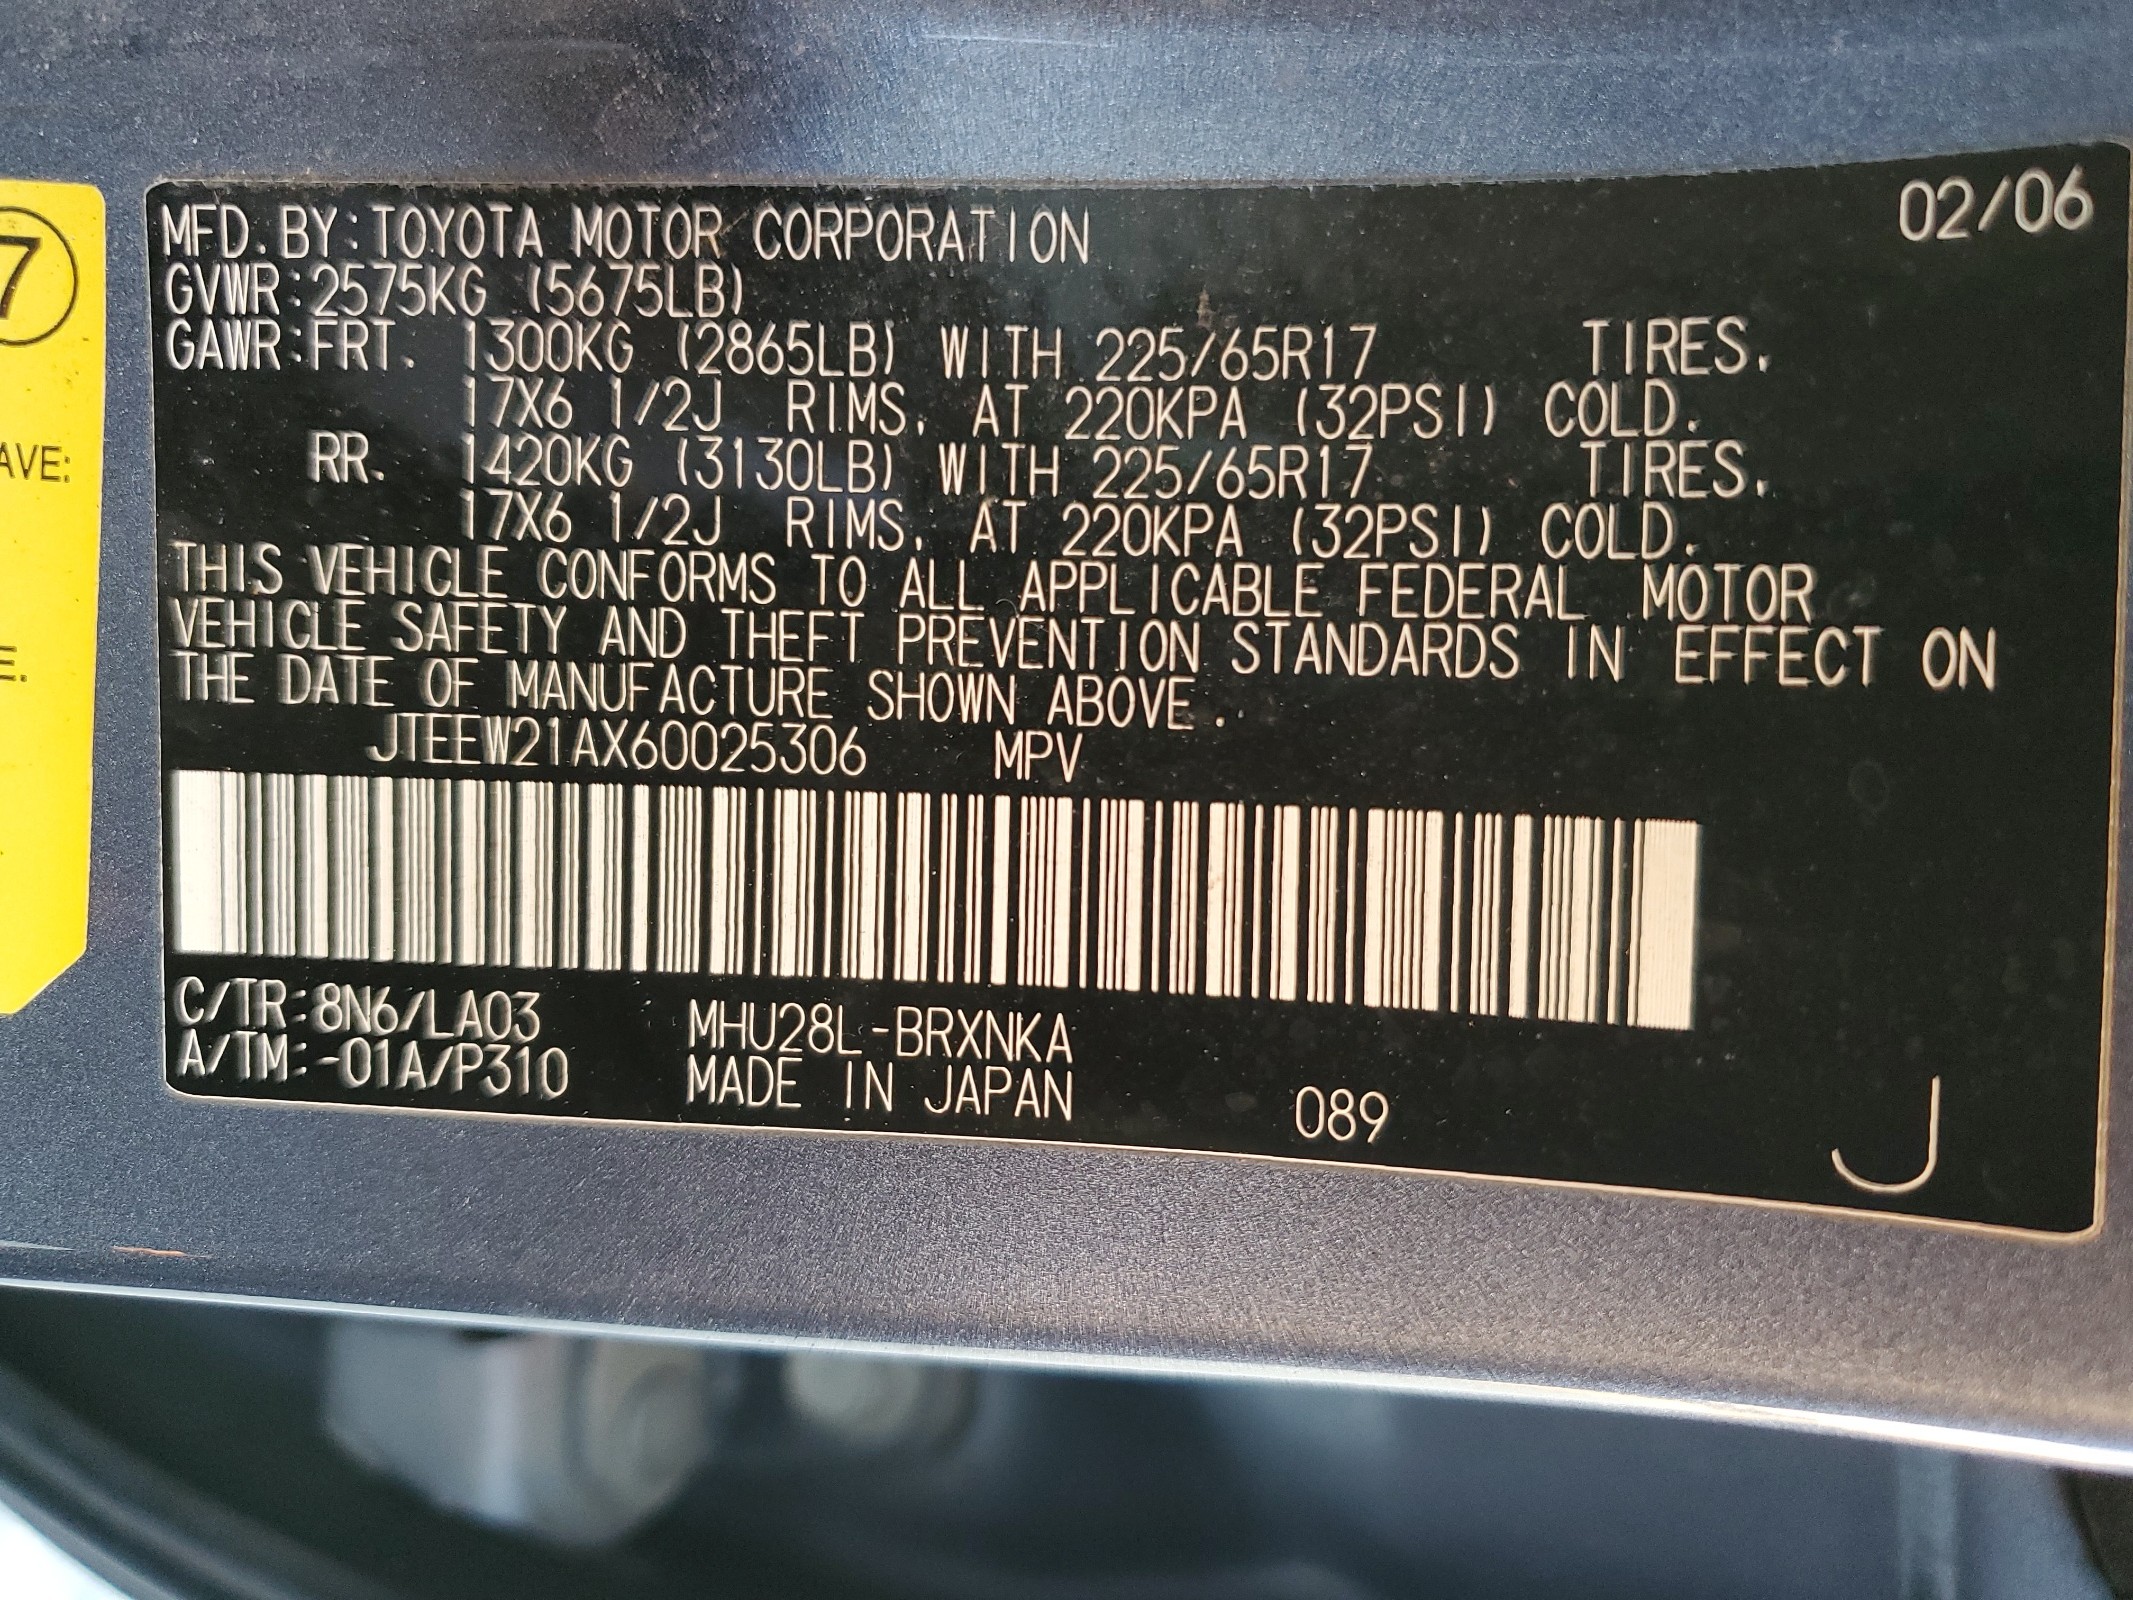 7
AVE:
E.
02/06
MFD. BY: TOYOTA MOTOR CORPORATION
GVWR: 2575KG (5675LB)
GAWR: FRT. 1300KG (2865LB) WITH 225/65R17 TIRES,
17X6 1/2J RIMS, AT 220KPA (32PSI) COLD.
RR. 1420KG (3130LB) WITH 225/65R17 TIRES,
17X6 1/2J RIMS, AT 220KPA (32PSI) COLD.
THIS VEHICLE CONFORMS TO ALL APPLICABLE FEDERAL MOTOR
VEHICLE SAFETY AND THEFT PREVENTION STANDARDS IN EFFECT ON
THE DATE OF MANUFACTURE SHOWN ABOVE.
JTEEW21AX60025306 MPV
C/TR: 8N6/LA03 MHU28L-BRXNKA
A/TM: -01A/P310 MADE IN JAPAN 089
J